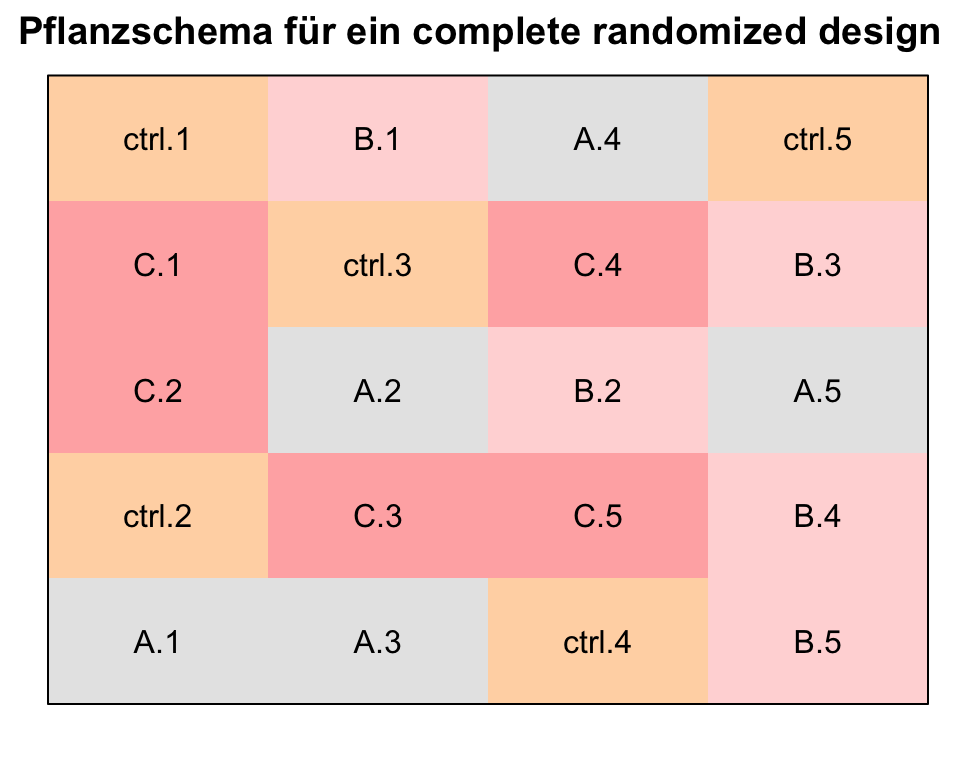 Pflanzschema für ein complete randomized design
ctrl.1 B.1 A.4 ctrl.5
C.1 ctrl.3 C.4 B.3
C.2 A.2 B.2 A.5
ctrl.2 C.3 C.5 B.4
A.1 A.3 ctrl.4 B.5